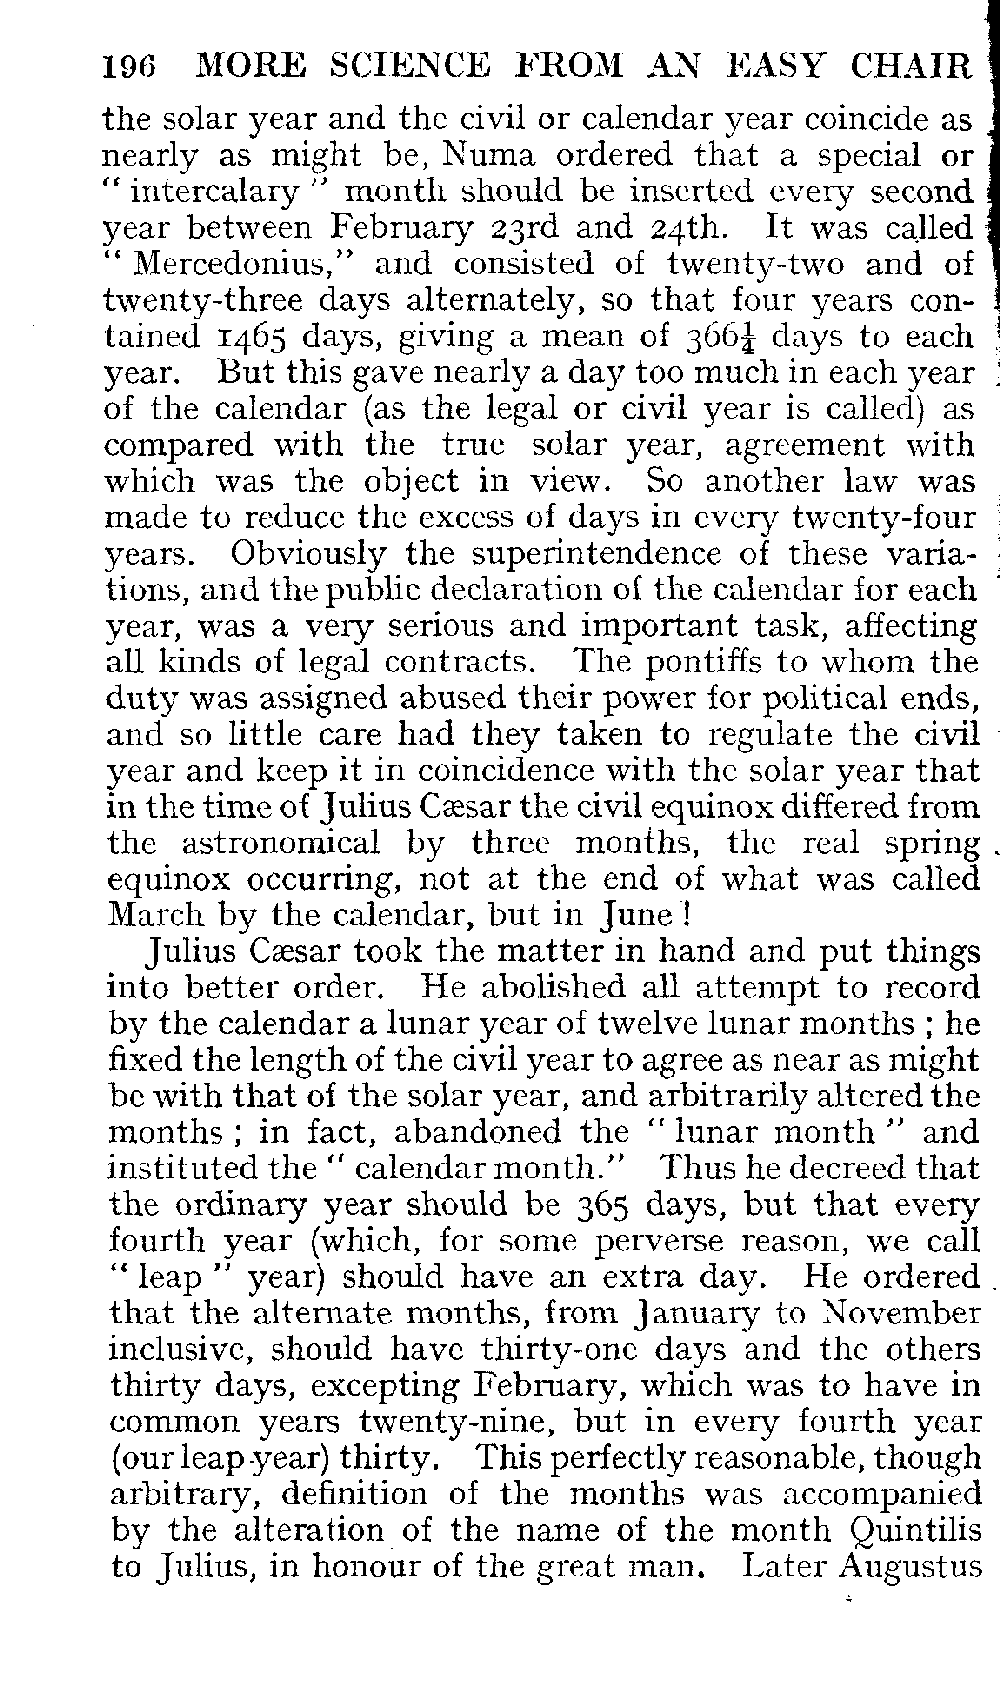 196 MORE SCIENCE FROM AN EASY CHAIR
the solar year and the civil or calendar year coincide as
nearly as might be, Numa ordered that a special or
“ intercalary ” month should be inserted every second
year between February 23rd and 24th. It was called
“ Mercedonius,” and consisted of twenty-two and of
twenty-three days alternately, so that four years con-
tained 1465 days, giving a mean of 366¼ days to each
year. But this gave nearly a day too much in each year
of the calendar (as the legal or civil year is called) as
compared with the true solar year, agreement with
which was the object in view. So another law was
made to reduce the excess of days in every twenty-four
years. Obviously the superintendence of these varia-
tions, and the public declaration of the calendar for each
year, was a very serious and important task, affecting
all kinds of legal contracts. The pontiffs to whom the
duty was assigned abused their power for political ends,
and so little care had they taken to regulate the civil
year and keep it in coincidence with the solar year that
in the time of Julius Cæsar the civil equinox differed from
the astronomical by three months, the real spring
equinox occurring, not at the end of what was called
March by the calendar, but in June !
Julius Cæsar took the matter in hand and put things
into better order. He abolished all attempt to record
by the calendar a lunar year of twelve lunar months ; he
fixed the length of the civil year to agree as near as might
be with that of the solar year, and arbitrarily altered the
months ; in fact, abandoned the “ lunar month ” and
instituted the “ calendar month.” Thus he decreed that
the ordinary year should be 365 days, but that every
fourth year (which, for some perverse reason, we call
“ leap ” year) should have an extra day. He ordered
that the alternate months, from January to November
inclusive, should have thirty-one days and the others
thirty days, excepting February, which was to have in
common years twenty-nine, but in every fourth year
(our leap-year) thirty. This perfectly reasonable, though
arbitrary, definition of the months was accompanied
by the alteration of the name of the month Quintilis
to Julius, in honour of the great man. Later Augustus